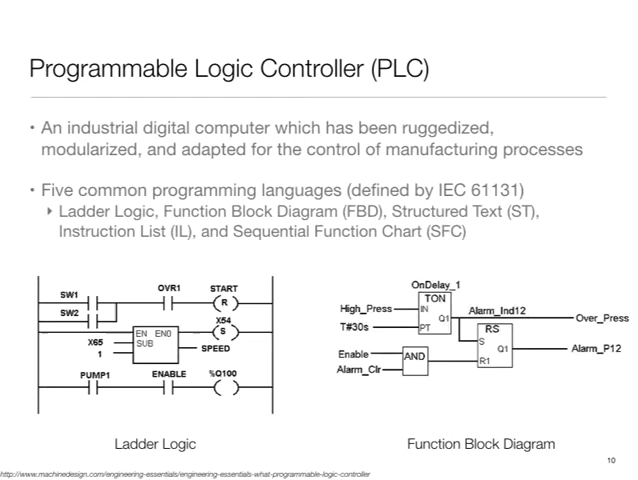 Programmable Logic Controller (PLC)
• An industrial digital computer which has been ruggedized,
modularized, and adapted for the control of manufacturing processes
• Five common programming languages (defined by IEC 61131)
‣ Ladder Logic, Function Block Diagram (FBD), Structured Text (ST),
Instruction List (IL), and Sequential Function Chart (SFC)
SW1
OVR1
START
R
SW2
X54
S
EN ENO
SUB
X65
1
SPEED
PUMP1
ENABLE
%Q100
OnDelay_1
TON
High_Press
IN
Q1
T#30s
PT
Alarm_Ind12
Over_Press
RS
S
Q1
Alarm_P12
R1
Enable
AND
Alarm_Clr
Ladder Logic
Function Block Diagram
10
http://www.machinedesign.com/engineering-essentials/engineering-essentials-what-programmable-logic-controller